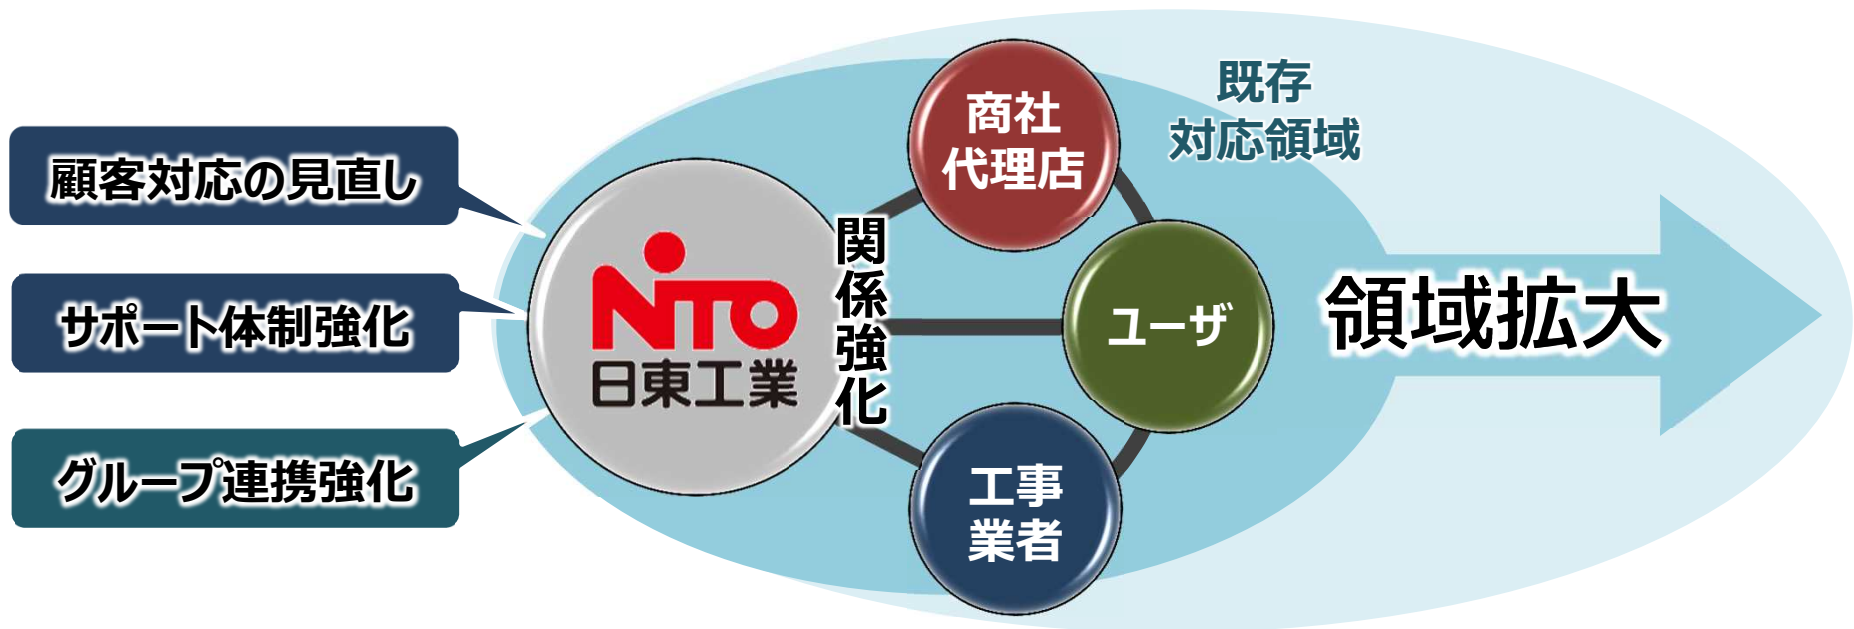 顧客対応の見直し
サポート体制強化
グループ連携強化
NITO
日東工業
関係強化
商社
代理店
ユーザ
工事
業者
既存
対応領域
領域拡大